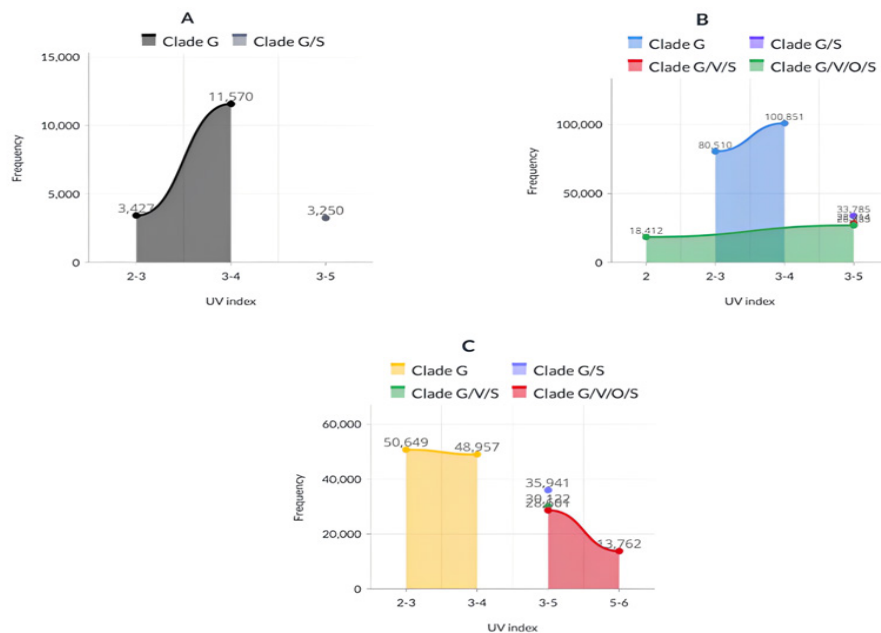 A
Clade G Clade G/S
15,000
10,000
5,000
0
Frequency
3,427
11,570
3,250
2-3 3-4 3-5
UV index
B
Clade G Clade G/S
Clade G/V/S Clade G/V/O/S
100,000
50,000
0
Frequency
80,510
100,851
18,412
33,785
2 2-3 3-4 3-5
UV index
C
Clade G Clade G/S
Clade G/V/S Clade G/V/O/S
60,000
40,000
20,000
0
Frequency
50,649
48,957
35,941
30,122
13,762
2-3 3-4 3-5 5-6
UV index